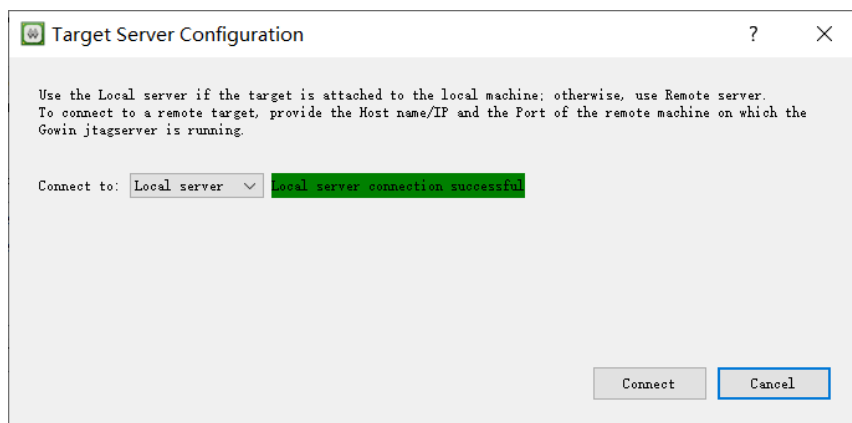 Target Server Configuration
Use the Local server if the target is attached to the local machine; otherwise, use Remote server.
To connect to a remote target, provide the Host name/IP and the Port of the remote machine on which the
Gowin jtagserver is running.
Connect to: Local server Local server connection successful
Connect Cancel